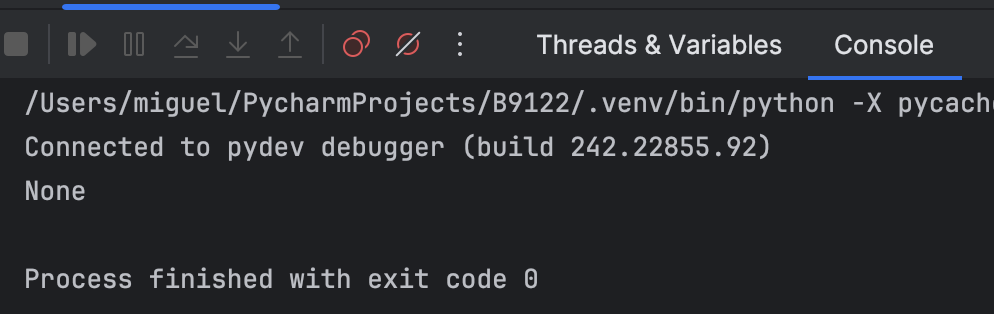 Threads & Variables Console
/Users/miguel/PycharmProjects/B9122/.venv/bin/python -X
Connected to pydev debugger (build 242.22855.92)
None
Process finished with exit code 0